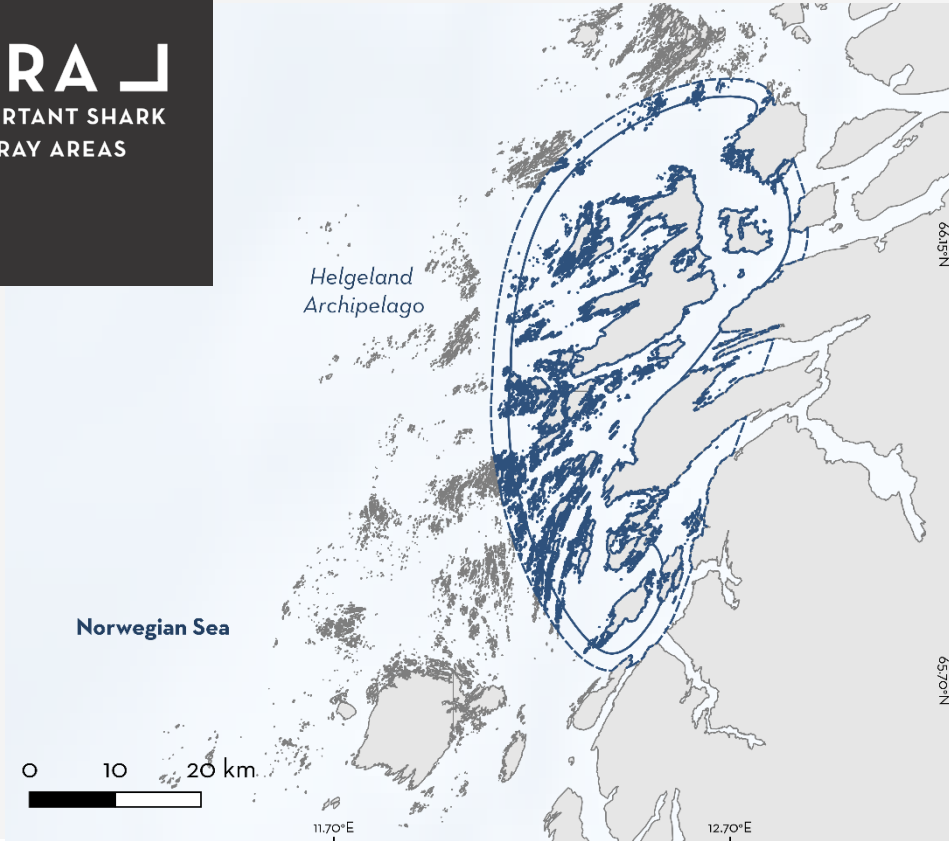 RA
RTANT SHARK
RAY AREAS
Helgeland
Archipelago
66.15°N
Norwegian Sea
65.70°N
0 10 20 km
11.70°E 12.70°E